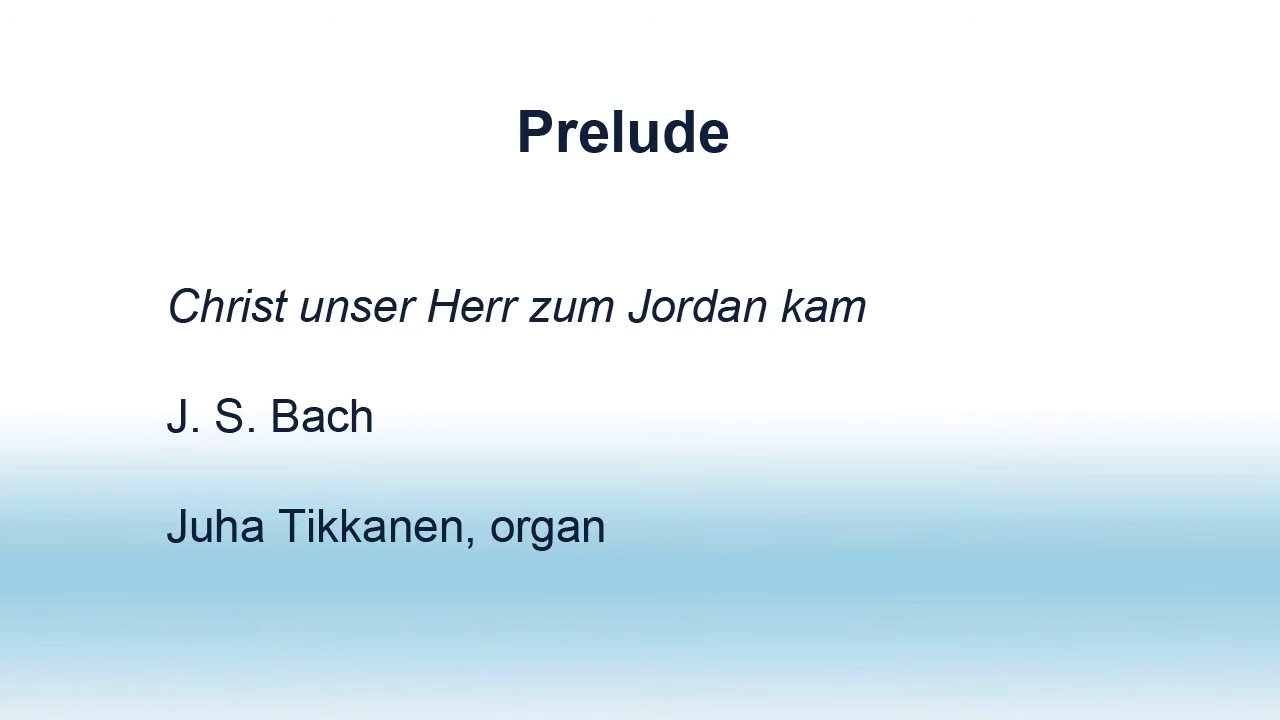 Prelude
Christ unser Herr zum Jordan kam
J. S. Bach
Juha Tikkanen, organ